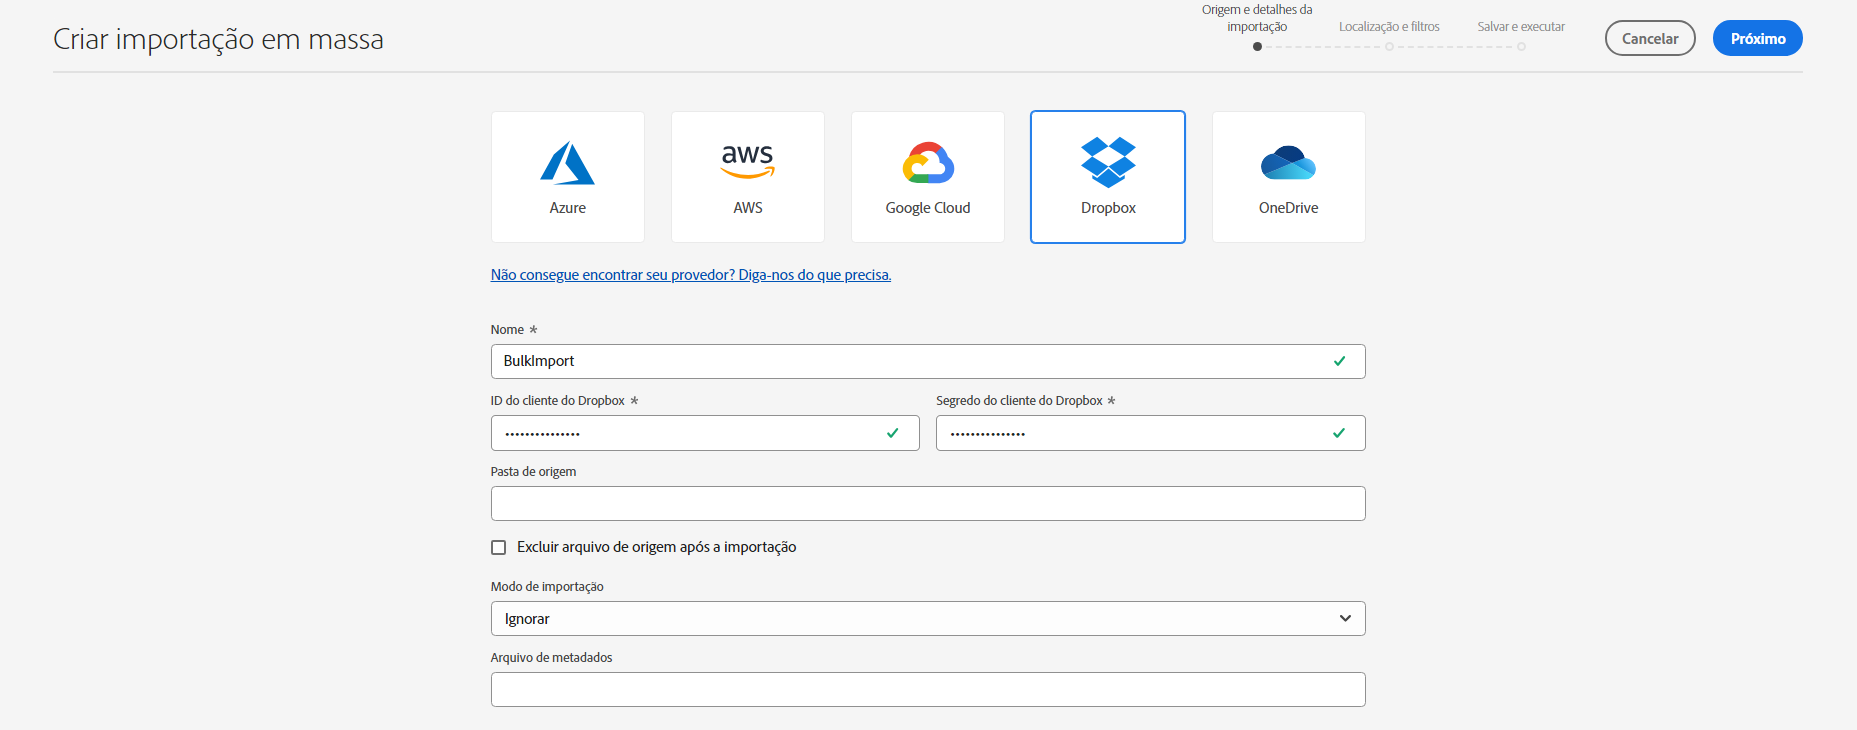 Criar importação em massa
Origem e detalhes da
importação
Localização e filtros
Salvar e executar
Cancelar
Próximo
Azure
aws
AWS
Google Cloud
Dropbox
OneDrive
Não consegue encontrar seu provedor? Diga-nos do que precisa.
Nome *
BulkImport
ID do cliente do Dropbox *
Segredo do cliente do Dropbox *
•••••••••••••••
•••••••••••••••
Pasta de origem
Excluir arquivo de origem após a importação
Modo de importação
Ignorar
Arquivo de metadados